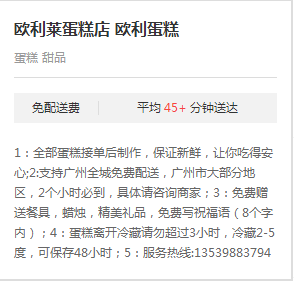 欧利莱蛋糕店 欧利蛋糕
蛋糕 甜品
免配送费
平均 45+ 分钟送达
1：全部蛋糕接单后制作，保证新鲜，让你吃得安
心;2:支持广州全城免费配送，广州市大部分地
区，2个小时必到，具体请咨询商家；3：免费赠
送餐具，蜡烛，精美礼品，免费写祝福语（8个字
内）；4：蛋糕离开冷藏请勿超过3小时，冷藏2-5
度，可保存48小时；5：服务热线:13539883794